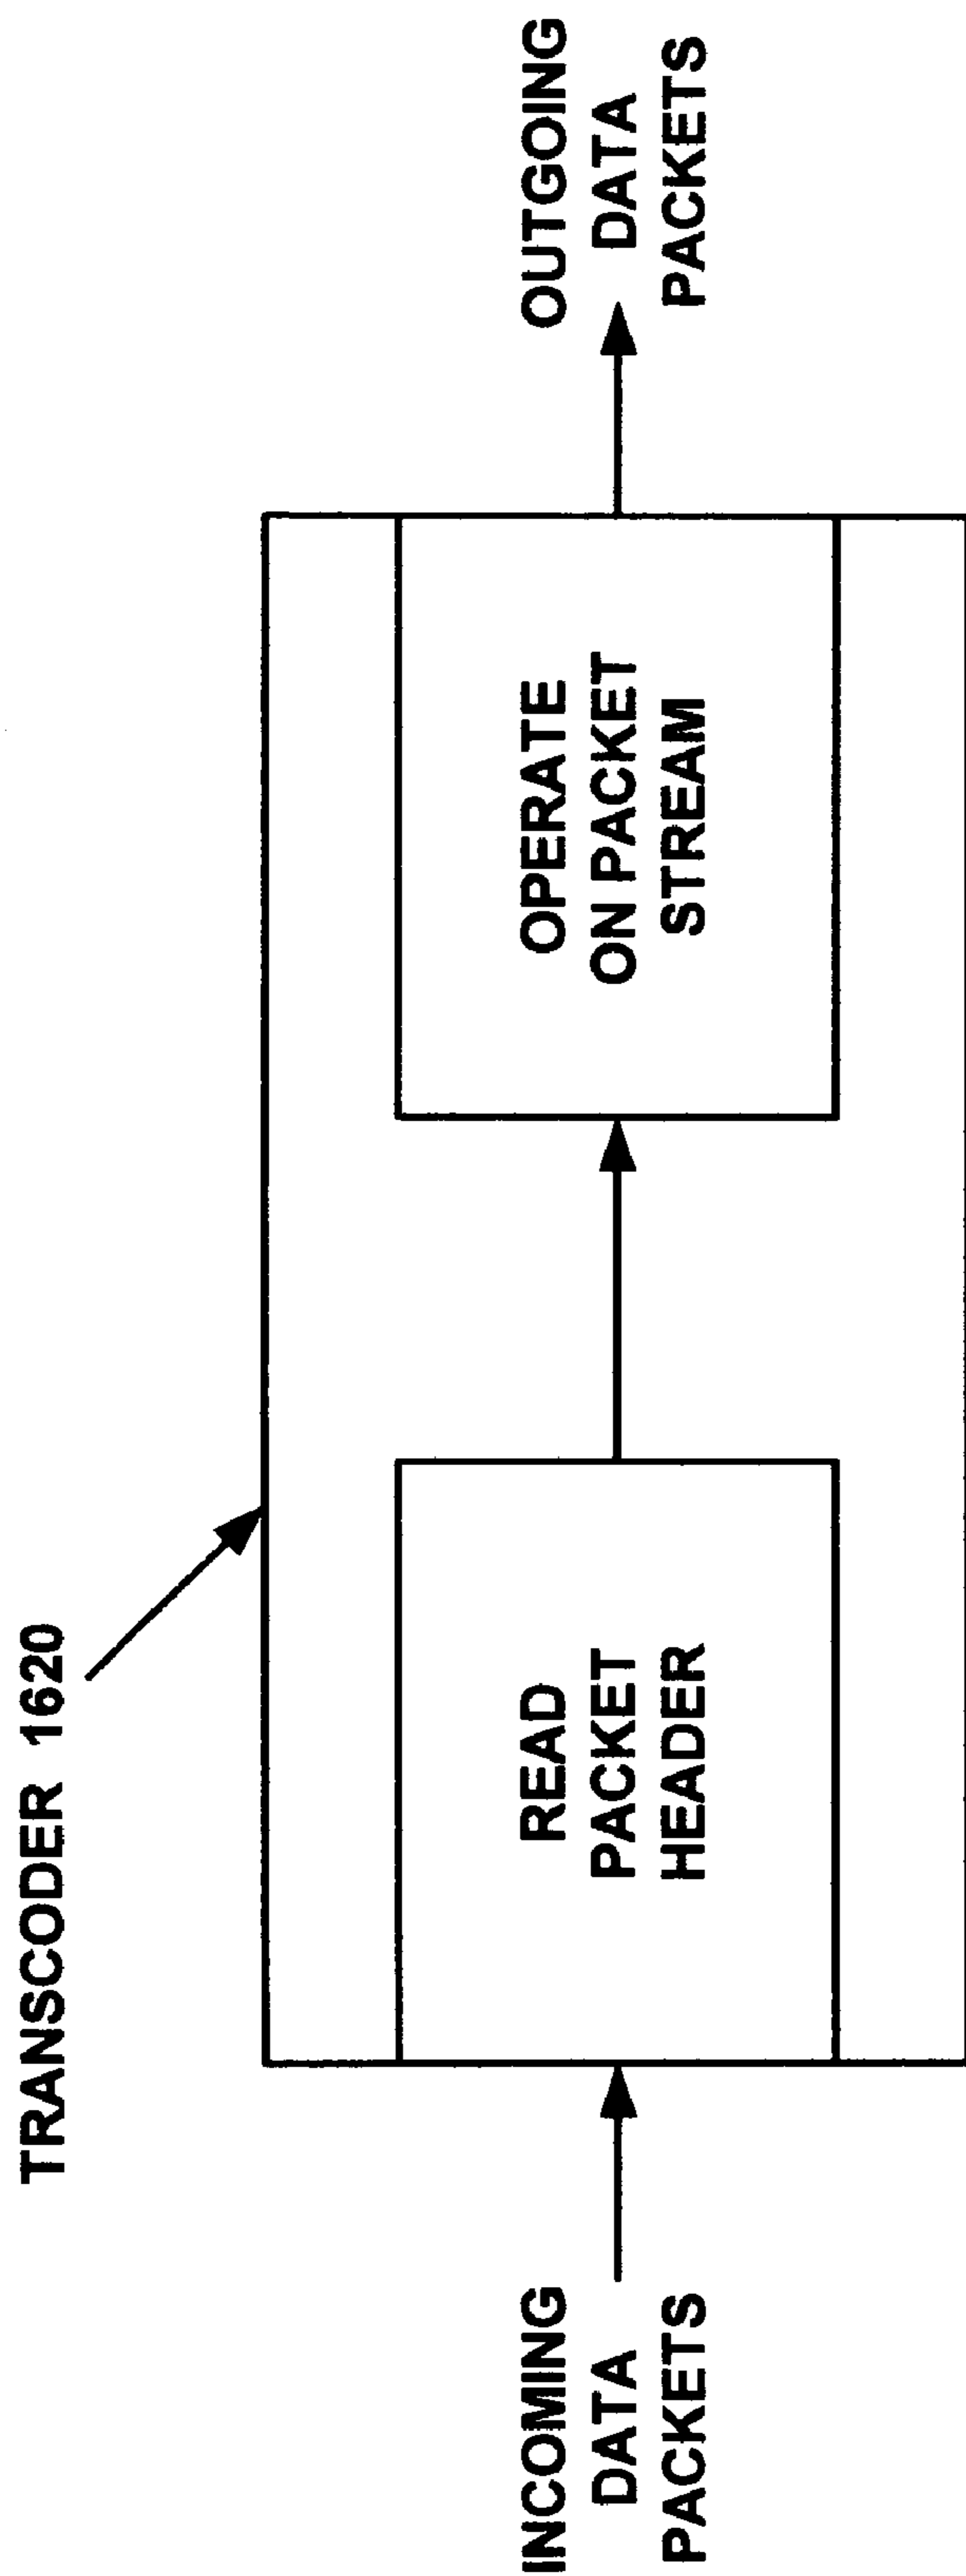 TRANSCODER 1620
INCOMING
DATA
PACKETS
READ
PACKET
HEADER
OPERATE
ON PACKET
STREAM
OUTGOING
DATA
PACKETS